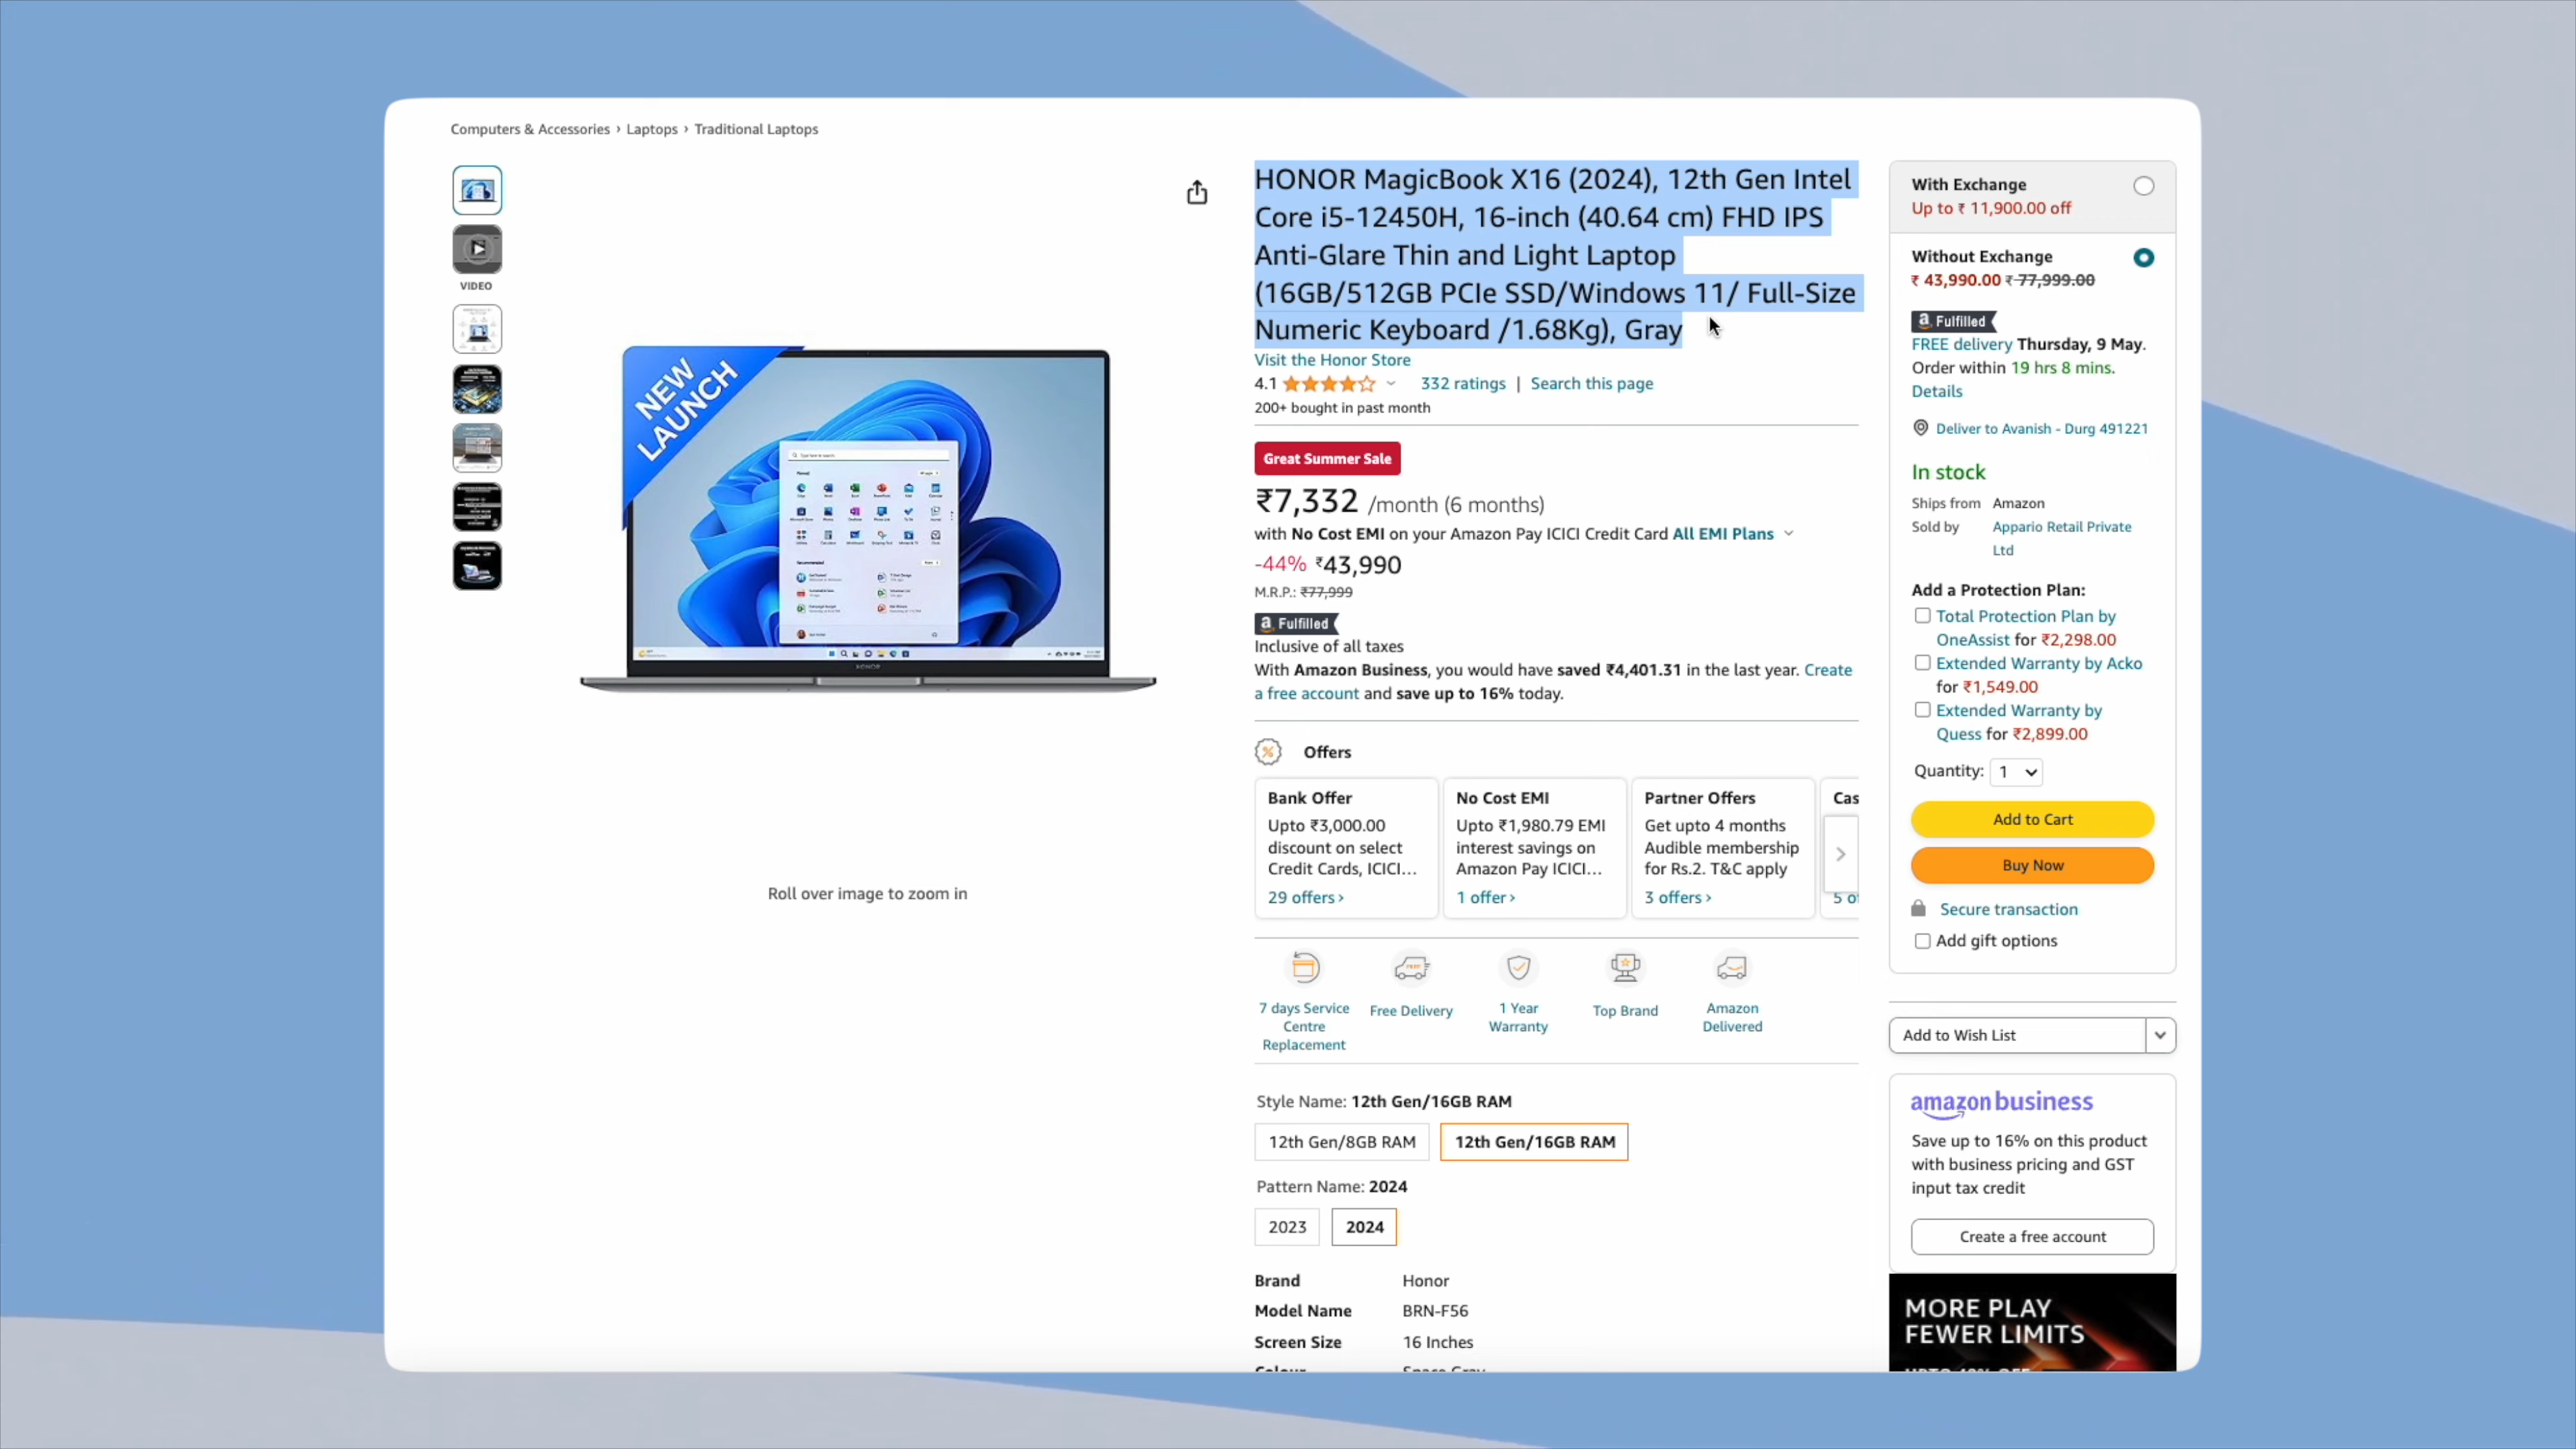 Computers & Accessories › Laptops › Traditional Laptops
VIDEO
NEW
LAUNCH
HONOR
Roll over image to zoom in
HONOR MagicBook X16 (2024), 12th Gen Intel
Core i5-12450H, 16-inch (40.64 cm) FHD IPS
Anti-Glare Thin and Light Laptop
(16GB/512GB PCIe SSD/Windows 11/ Full-Size
Numeric Keyboard /1.68Kg), Gray
Visit the Honor Store
4.1 332 ratings | Search this page
200+ bought in past month
Great Summer Sale
₹7,332 /month (6 months)
with No Cost EMI on your Amazon Pay ICICI Credit Card All EMI Plans
-44% ₹43,990
M.R.P.: ₹77,999
a Fulfilled
Inclusive of all taxes
With Amazon Business, you would have saved ₹4,401.31 in the last year. Create
a free account and save up to 16% today.
% Offers
Bank Offer
Upto ₹3,000.00
discount on select
Credit Cards, ICICI…
29 offers ›
No Cost EMI
Upto ₹1,980.79 EMI
interest savings on
Amazon Pay ICICI…
1 offer ›
Partner Offers
Get upto 4 months
Audible membership
for Rs.2. T&C apply
3 offers ›
Cas
5 o
7 days Service
Centre
Replacement
Free Delivery
1 Year
Warranty
Top Brand
Amazon
Delivered
Style Name: 12th Gen/16GB RAM
12th Gen/8GB RAM
12th Gen/16GB RAM
Pattern Name: 2024
2023
2024
Brand Honor
Model Name BRN-F56
Screen Size 16 Inches
Colour Space Gray
With Exchange
Up to ₹ 11,900.00 off
Without Exchange
₹ 43,990.00 ₹ 77,999.00
a Fulfilled
FREE delivery Thursday, 9 May.
Order within 19 hrs 8 mins.
Details
Deliver to Avanish - Durg 491221
In stock
Ships from Amazon
Sold by Appario Retail Private
Ltd
Add a Protection Plan:
Total Protection Plan by
OneAssist for ₹2,298.00
Extended Warranty by Acko
for ₹1,549.00
Extended Warranty by
Quess for ₹2,899.00
Quantity: 1
Add to Cart
Buy Now
Secure transaction
Add gift options
Add to Wish List
amazon business
Save up to 16% on this product
with business pricing and GST
input tax credit
Create a free account
MORE PLAY
FEWER LIMITS